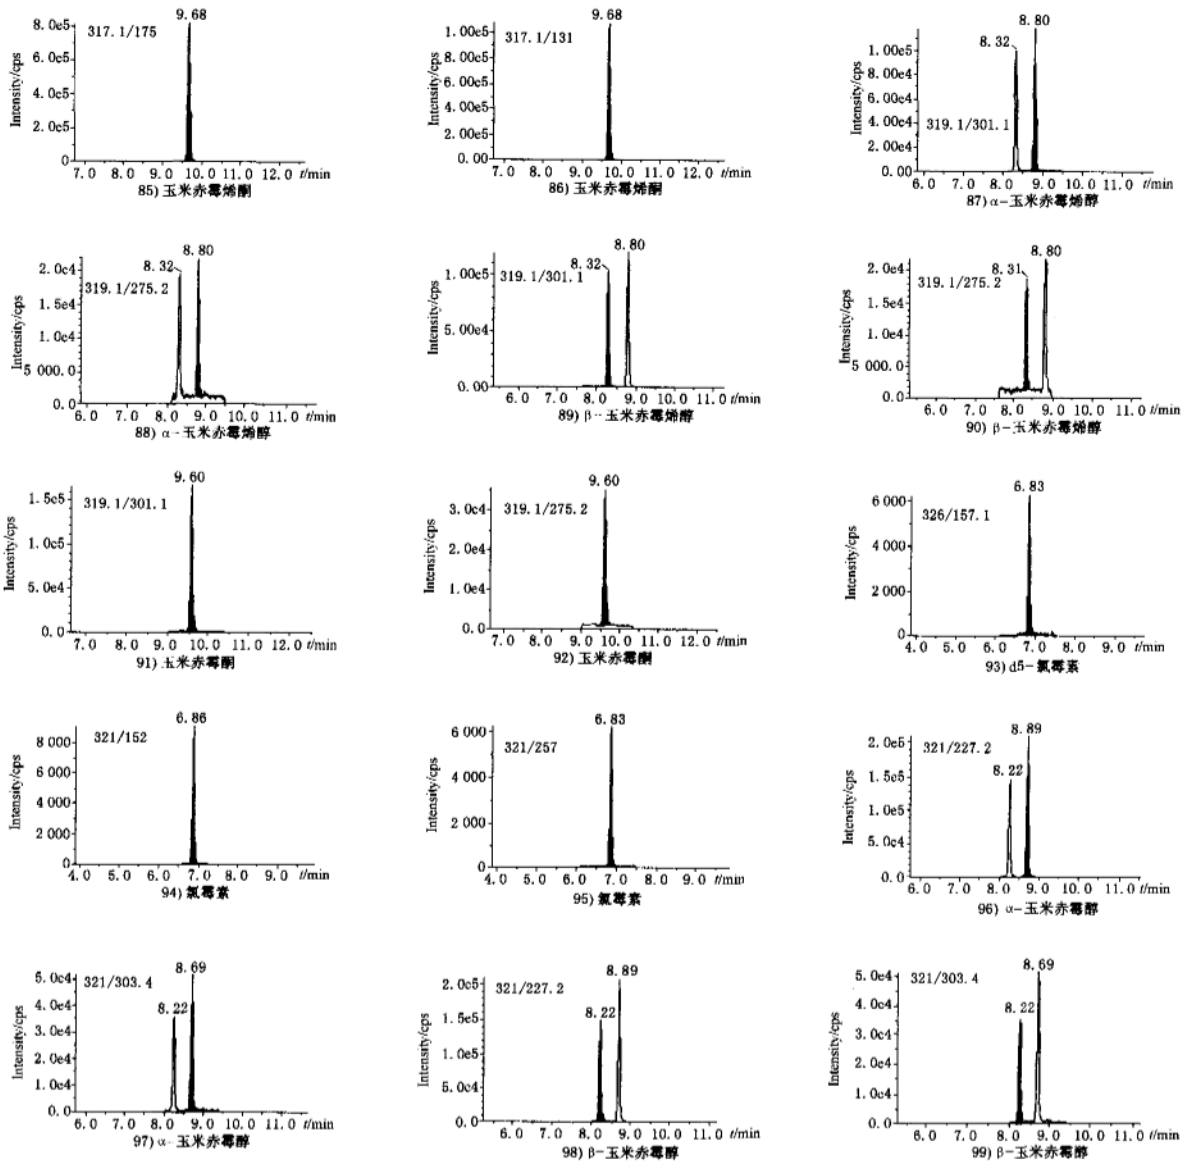 9.68
317.1/175
Intensity/cps
8.0e5
6.0e5
4.0e5
2.0e5
0
7.0 8.0 9.0 10.0 11.0 12.0 t/min
85) 玉米赤霉烯酮
9.68
317.1/131
Intensity/cps
1.00e5
8.00e5
6.00e5
4.00e5
2.00e5
0.00
7.0 8.0 9.0 10.0 11.0 12.0 t/min
86) 玉米赤霉烯酮
8.80
8.32
319.1/301.1
Intensity/cps
1.00e5
8.00e4
6.00e4
4.00e4
2.00e4
0.00
6.0 7.0 8.0 9.0 10.0 11.0 t/min
87) α-玉米赤霉烯醇
8.80
8.32
319.1/275.2
Intensity/cps
2.0e4
1.5e4
1.0e4
5 000.0
0.0
6.0 7.0 8.0 9.0 10.0 11.0 t/min
88) α-玉米赤霉烯醇
8.80
8.32
319.1/301.1
Intensity/cps
1.00e5
5.00e4
0.00
6.0 7.0 8.0 9.0 10.0 11.0 t/min
89) β-玉米赤霉烯醇
8.80
8.31
319.1/275.2
Intensity/cps
2.0e4
1.5e4
1.0e4
5 000.0
0.0
6.0 7.0 8.0 9.0 10.0 11.0 t/min
90) β-玉米赤霉烯醇
9.60
319.1/301.1
Intensity/cps
1.5e5
1.0e5
5.0e4
0.0
7.0 8.0 9.0 10.0 11.0 12.0 t/min
91) 玉米赤霉酮
9.60
319.1/275.2
Intensity/cps
3.0e4
2.0e4
1.0e4
0.0
7.0 8.0 9.0 10.0 11.0 12.0 t/min
92) 玉米赤霉酮
6.83
326/157.1
Intensity/cps
6 000
4 000
2 000
0
4.0 5.0 6.0 7.0 8.0 9.0 t/min
93) d5-氯霉素
6.86
321/152
Intensity/cps
8 000
6 000
4 000
2 000
0
4.0 5.0 6.0 7.0 8.0 9.0 t/min
94) 氯霉素
6.83
321/257
Intensity/cps
6 000
4 000
2 000
0
4.0 5.0 6.0 7.0 8.0 9.0 t/min
95) 氯霉素
8.89
321/227.2
8.22
Intensity/cps
2.0e5
1.5e5
1.0e5
5.0e4
0.0
6.0 7.0 8.0 9.0 10.0 11.0 t/min
96) α-玉米赤霉醇
8.69
321/303.4
8.22
Intensity/cps
5.0e4
4.0e4
3.0e4
2.0e4
1.0e4
0.0
6.0 7.0 8.0 9.0 10.0 11.0 t/min
97) α-玉米赤霉醇
8.89
321/227.2
8.22
Intensity/cps
2.0e5
1.5e5
1.0e5
5.0e4
0.0
6.0 7.0 8.0 9.0 10.0 11.0 t/min
98) β-玉米赤霉醇
8.69
321/303.4
8.22
Intensity/cps
5.0e4
4.0e4
3.0e4
2.0e4
1.0e4
0.0
6.0 7.0 8.0 9.0 10.0 11.0 t/min
99) β-玉米赤霉醇